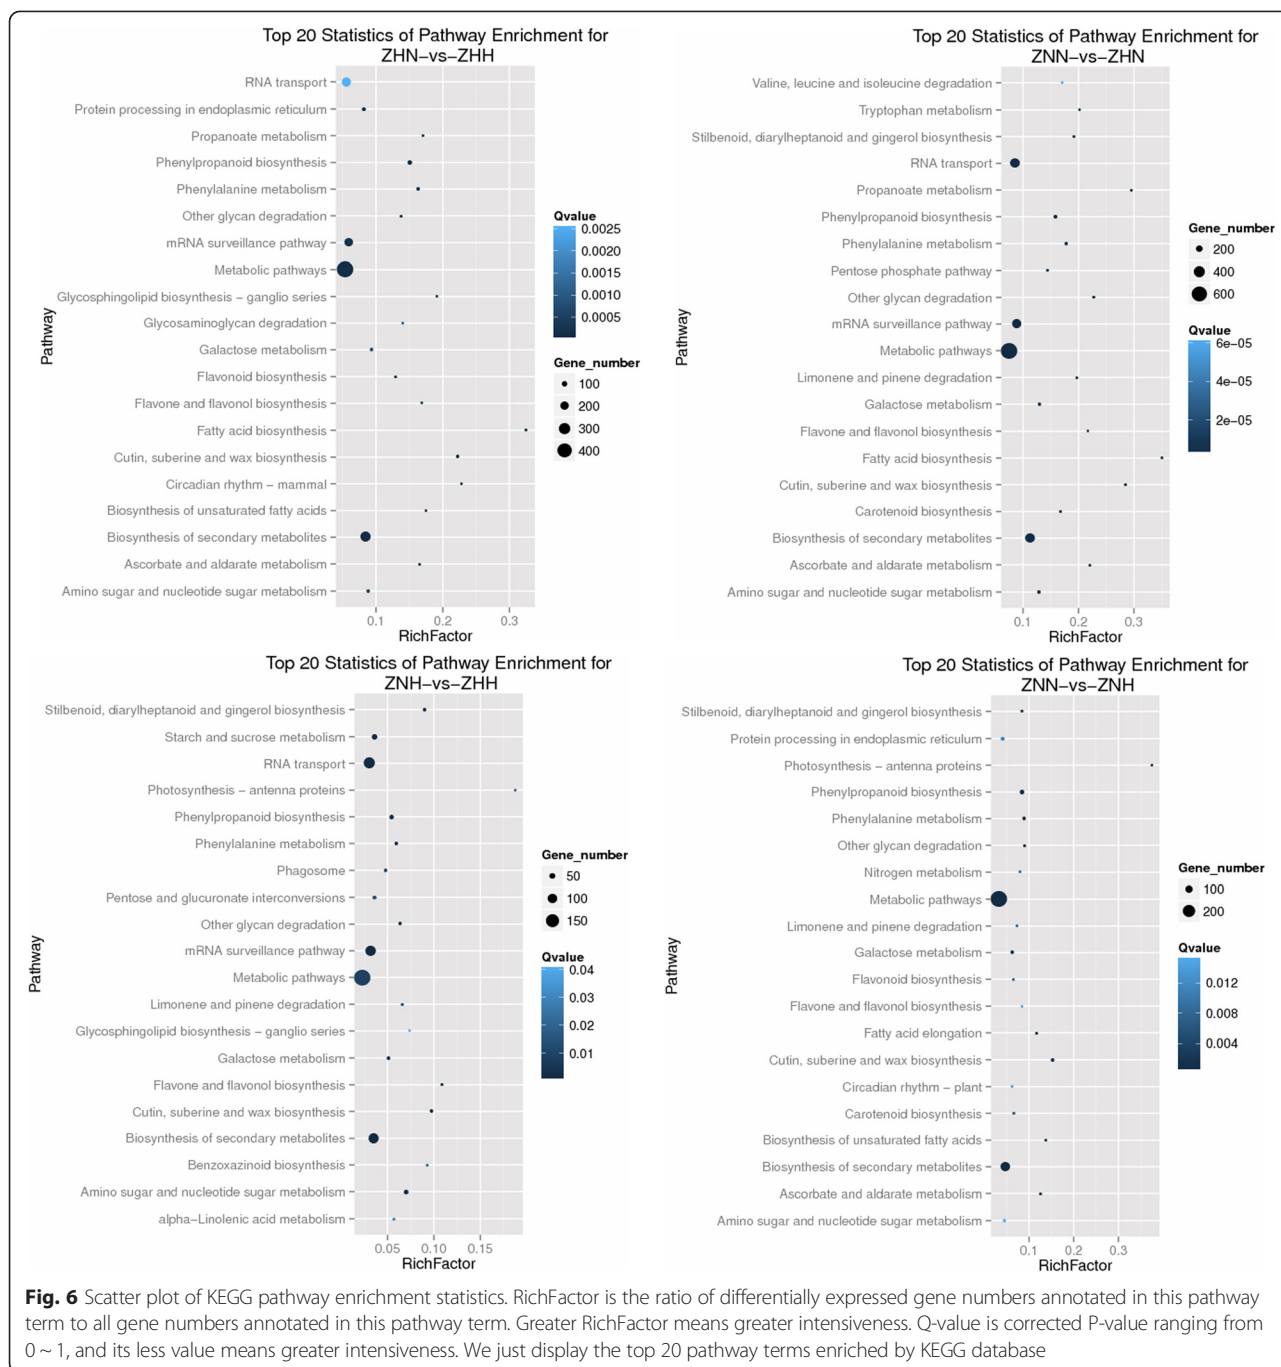 Top 20 Statistics of Pathway Enrichment for
ZHN-vs-ZHH
RNA transport
Protein processing in endoplasmic reticulum
Propanoate metabolism
Phenylpropanoid biosynthesis
Phenylalanine metabolism
Other glycan degradation
mRNA surveillance pathway
Metabolic pathways
Glycosphingolipid biosynthesis - ganglio series
Glycosaminoglycan degradation
Galactose metabolism
Flavonoid biosynthesis
Flavone and flavonol biosynthesis
Fatty acid biosynthesis
Cutin, suberine and wax biosynthesis
Circadian rhythm - mammal
Biosynthesis of unsaturated fatty acids
Biosynthesis of secondary metabolites
Ascorbate and aldarate metabolism
Amino sugar and nucleotide sugar metabolism
Pathway
0.1 0.2 0.3
RichFactor
Qvalue
0.0025
0.0020
0.0015
0.0010
0.0005
Gene_number
100
200
300
400
Top 20 Statistics of Pathway Enrichment for
ZNN-vs-ZHN
Valine, leucine and isoleucine degradation
Tryptophan metabolism
Stilbenoid, diarylheptanoid and gingerol biosynthesis
RNA transport
Propanoate metabolism
Phenylpropanoid biosynthesis
Phenylalanine metabolism
Pentose phosphate pathway
Other glycan degradation
mRNA surveillance pathway
Metabolic pathways
Limonene and pinene degradation
Galactose metabolism
Flavone and flavonol biosynthesis
Fatty acid biosynthesis
Cutin, suberine and wax biosynthesis
Carotenoid biosynthesis
Biosynthesis of secondary metabolites
Ascorbate and aldarate metabolism
Amino sugar and nucleotide sugar metabolism
Pathway
0.1 0.2 0.3
RichFactor
Gene_number
200
400
600
Qvalue
6e-05
4e-05
2e-05
Top 20 Statistics of Pathway Enrichment for
ZNH-vs-ZHH
Stilbenoid, diarylheptanoid and gingerol biosynthesis
Starch and sucrose metabolism
RNA transport
Photosynthesis - antenna proteins
Phenylpropanoid biosynthesis
Phenylalanine metabolism
Phagosome
Pentose and glucuronate interconversions
Other glycan degradation
mRNA surveillance pathway
Metabolic pathways
Limonene and pinene degradation
Glycosphingolipid biosynthesis - ganglio series
Galactose metabolism
Flavone and flavonol biosynthesis
Cutin, suberine and wax biosynthesis
Biosynthesis of secondary metabolites
Benzoxazinoid biosynthesis
Amino sugar and nucleotide sugar metabolism
alpha-Linolenic acid metabolism
Pathway
0.05 0.10 0.15
RichFactor
Gene_number
50
100
150
Qvalue
0.04
0.03
0.02
0.01
Top 20 Statistics of Pathway Enrichment for
ZNN-vs-ZNH
Stilbenoid, diarylheptanoid and gingerol biosynthesis
Protein processing in endoplasmic reticulum
Photosynthesis - antenna proteins
Phenylpropanoid biosynthesis
Phenylalanine metabolism
Other glycan degradation
Nitrogen metabolism
Metabolic pathways
Limonene and pinene degradation
Galactose metabolism
Flavonoid biosynthesis
Flavone and flavonol biosynthesis
Fatty acid elongation
Cutin, suberine and wax biosynthesis
Circadian rhythm - plant
Carotenoid biosynthesis
Biosynthesis of unsaturated fatty acids
Biosynthesis of secondary metabolites
Ascorbate and aldarate metabolism
Amino sugar and nucleotide sugar metabolism
Pathway
0.1 0.2 0.3
RichFactor
Gene_number
100
200
Qvalue
0.012
0.008
0.004
Fig. 6 Scatter plot of KEGG pathway enrichment statistics. RichFactor is the ratio of differentially expressed gene numbers annotated in this pathway
term to all gene numbers annotated in this pathway term. Greater RichFactor means greater intensiveness. Q-value is corrected P-value ranging from
0 ~ 1, and its less value means greater intensiveness. We just display the top 20 pathway terms enriched by KEGG database